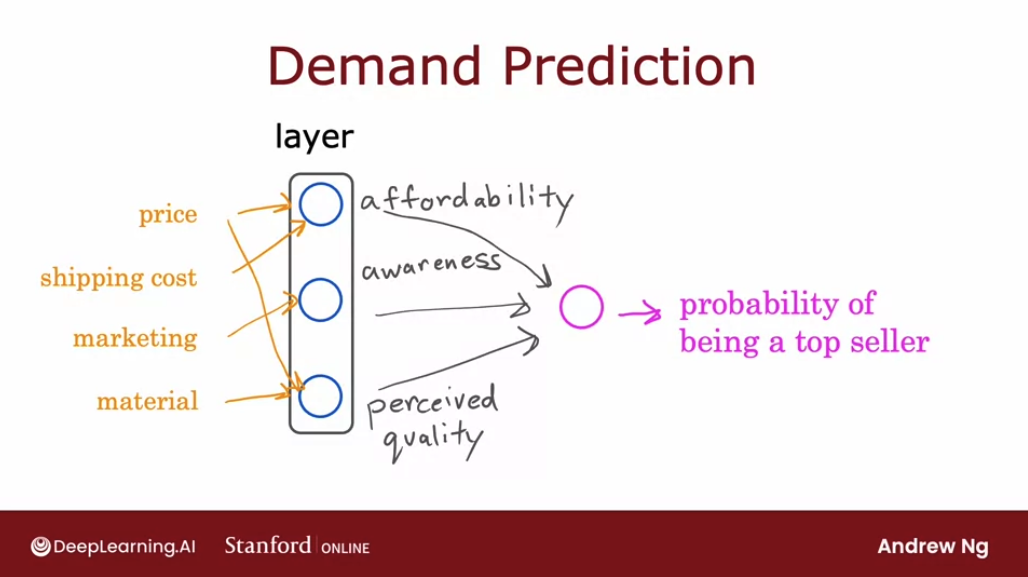 Demand Prediction
layer
price
shipping cost
marketing
material
affordability
awareness
perceived
quality
probability of
being a top seller
DeepLearning.AI
Stanford ONLINE
Andrew Ng